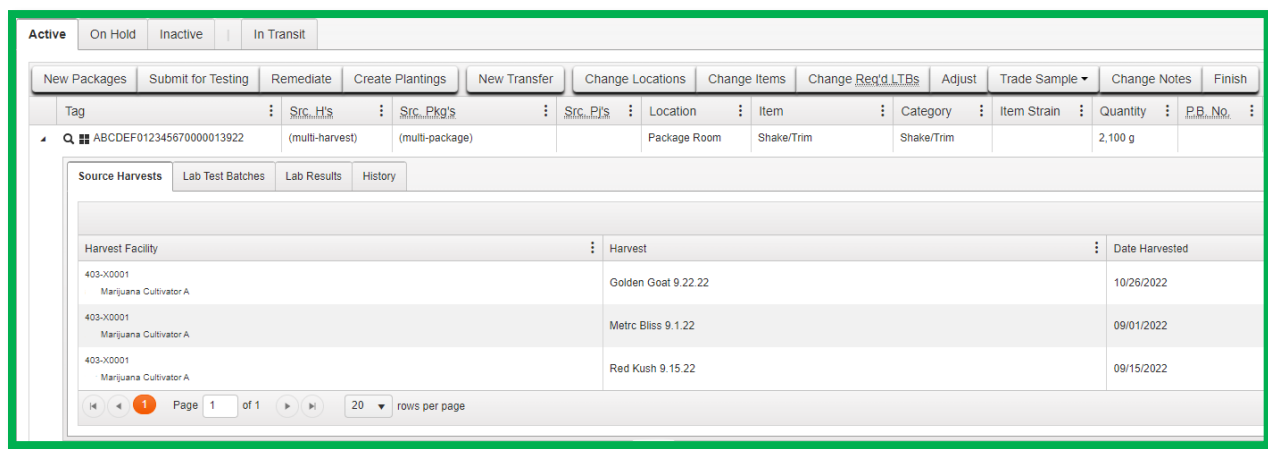 Active On Hold Inactive | In Transit
New Packages Submit for Testing Remediate Create Plantings New Transfer Change Locations Change Items Change Req'd LTBs Adjust Trade Sample Change Notes Finish
Tag Src. H's Src. Pkg's Src. Pj's Location Item Category Item Strain Quantity P.B. No.
ABCDEF012345670000013922 (multi-harvest) (multi-package) Package Room Shake/Trim Shake/Trim 2,100 g
Source Harvests Lab Test Batches Lab Results History
Harvest Facility Harvest Date Harvested
403-X0001
Marijuana Cultivator A
Golden Goat 9.22.22 10/26/2022
403-X0001
Marijuana Cultivator A
Metrc Bliss 9.1.22 09/01/2022
403-X0001
Marijuana Cultivator A
Red Kush 9.15.22 09/15/2022
1 Page 1 of 1 20 rows per page